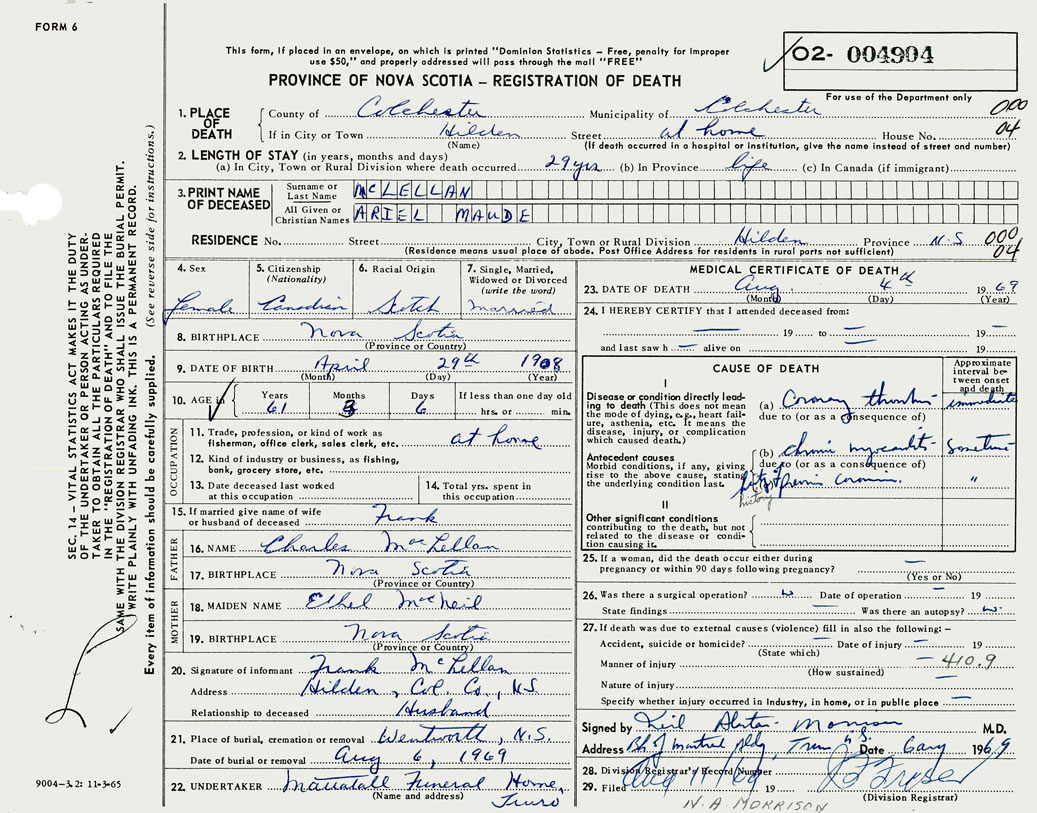 FORM 6
This form, if placed in an envelope, on which is printed "Dominion Statistics – Free, penalty for improper
use $50," and properly addressed will pass through the mail "FREE"
PROVINCE OF NOVA SCOTIA – REGISTRATION OF DEATH
02- 004904
For use of the Department only
1. PLACE OF DEATH
County of Colchester Municipality of Colchester 000
If in City or Town Hilden Street at home House No. 04
(Name) (If death occurred in a hospital or institution, give the name instead of street and number)
2. LENGTH OF STAY (in years, months and days)
(a) In City, Town or Rural Division where death occurred 29 yrs (b) In Province life (c) In Canada (if immigrant)
3. PRINT NAME OF DECEASED
Surname or Last Name McLELLAN
All Given or Christian Names ARIEL MAUDE
RESIDENCE No. Street City, Town or Rural Division Hilden Province N.S. 000
(Residence means usual place of abode. Post Office Address for residents in rural parts not sufficient) 04
4. Sex 5. Citizenship (Nationality) 6. Racial Origin 7. Single, Married, Widowed or Divorced (write the word)
female Canadian Scotch married
8. BIRTHPLACE Nova Scotia
(Province or Country)
9. DATE OF BIRTH April 29th 1908
(Month) (Day) (Year)
10. AGE in Years Months Days If less than one day old
61 3 6 hrs. or min.
OCCUPATION
11. Trade, profession, or kind of work as
fisherman, office clerk, sales clerk, etc. at home
12. Kind of industry or business, as fishing,
bank, grocery store, etc.
13. Date deceased last worked
at this occupation
14. Total yrs. spent in
this occupation
15. If married give name of wife
or husband of deceased Frank
FATHER
16. NAME Charles MacLellan
17. BIRTHPLACE Nova Scotia
(Province or Country)
MOTHER
18. MAIDEN NAME Ethel MacNeil
19. BIRTHPLACE Nova Scotia
(Province or Country)
20. Signature of informant Frank McLellan
Address Hilden, Col. Co., N.S.
Relationship to deceased Husband
21. Place of burial, cremation or removal Wentworth, N.S.
Date of burial or removal Aug 6, 1969
22. UNDERTAKER Mattatall Funeral Home,
(Name and address) Truro
MEDICAL CERTIFICATE OF DEATH
23. DATE OF DEATH Aug. 4th 1969
(Month) (Day) (Year)
24. I HEREBY CERTIFY that I attended deceased from:
19 to 19
and last saw h alive on 19
CAUSE OF DEATH
Approximate interval between onset and death
I
Disease or condition directly leading to death (This does not mean the mode of dying, e.g., heart failure, asthenia, etc. It means the disease, injury, or complication which caused death.)
(a) immediate
due to (or as a consequence of)
Antecedent causes
Morbid conditions, if any, giving rise to the above cause, stating the underlying condition last.
(b)
due to (or as a consequence of)
history
"
II
Other significant conditions
contributing to the death, but not
related to the disease or condition causing it.
25. If a woman, did the death occur either during
pregnancy or within 90 days following pregnancy?
(Yes or No)
26. Was there a surgical operation? Date of operation 19
State findings Was there an autopsy?
27. If death was due to external causes (violence) fill in also the following: –
Accident, suicide or homicide? Date of injury 19
(State which)
Manner of injury 410.9
(How sustained)
Nature of injury
Specify whether injury occurred in industry, in home, or in public place
Signed by Neil Morrison M.D.
Address Bk of Montreal Bldg, Truro N.S. Date 1969
28. Division Registrar's Record Number
29. Filed Aug 11/69 19
(Division Registrar)
N.A. MORRISON
SEC. 14 – VITAL STATISTICS ACT MAKES IT THE DUTY
OF THE UNDERTAKER OR PERSON ACTING AS UNDERTAKER TO OBTAIN ALL THE PARTICULARS REQUIRED
IN THE "REGISTRATION OF DEATH" AND TO FILE THE
SAME WITH THE DIVISION REGISTRAR WHO SHALL ISSUE THE BURIAL PERMIT.
WRITE PLAINLY WITH UNFADING INK. THIS IS A PERMANENT RECORD.
Every item of information should be carefully supplied. (See reverse side for instructions.)
9004–3.2: 11-3-65